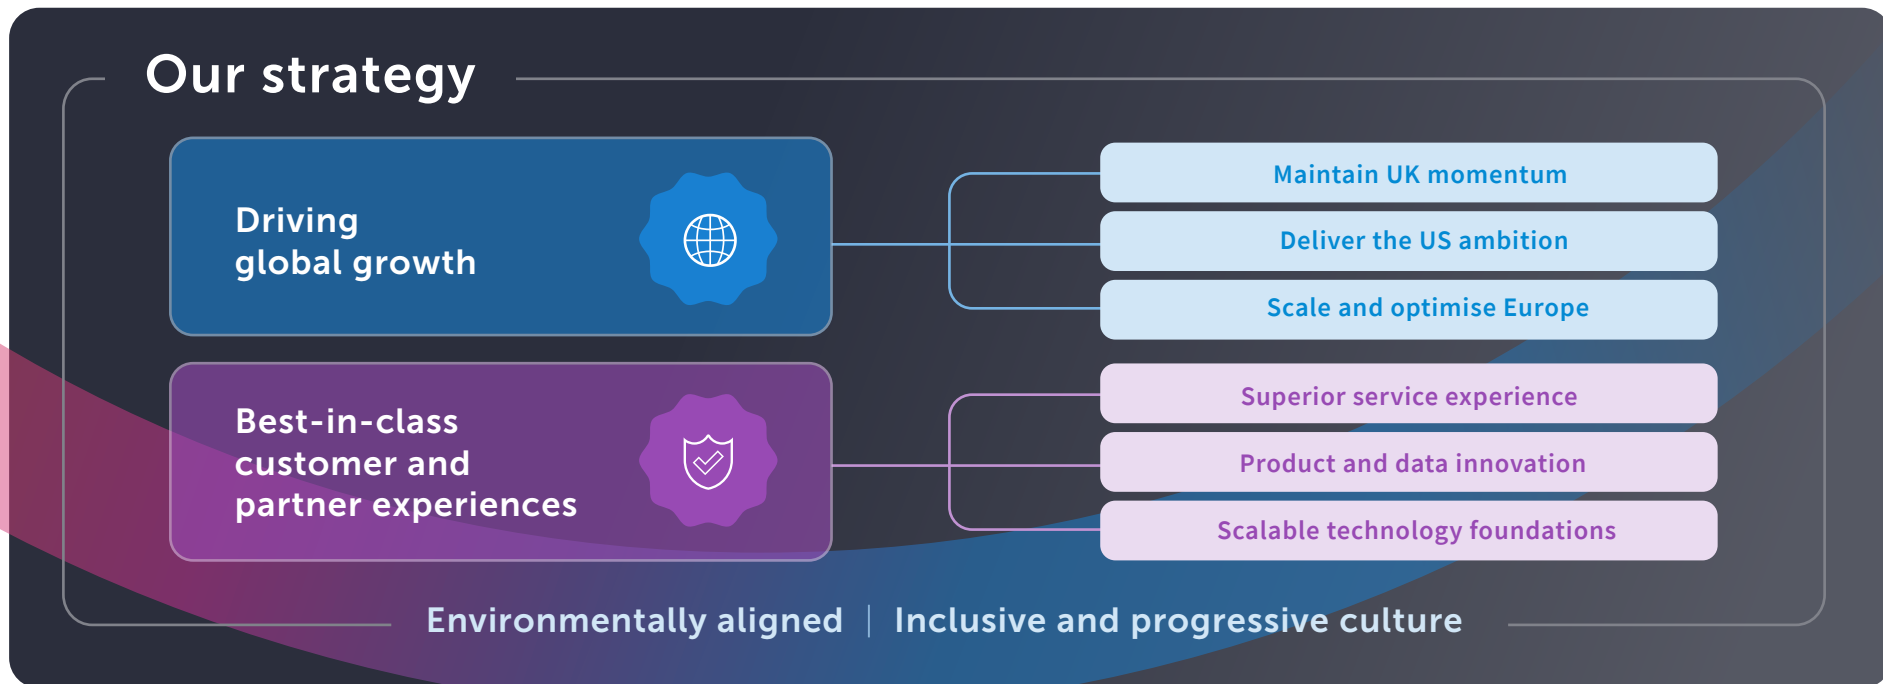 Our strategy
Driving
global growth
Maintain UK momentum
Deliver the US ambition
Scale and optimise Europe
Best-in-class
customer and
partner experiences
Superior service experience
Product and data innovation
Scalable technology foundations
Environmentally aligned | Inclusive and progressive culture